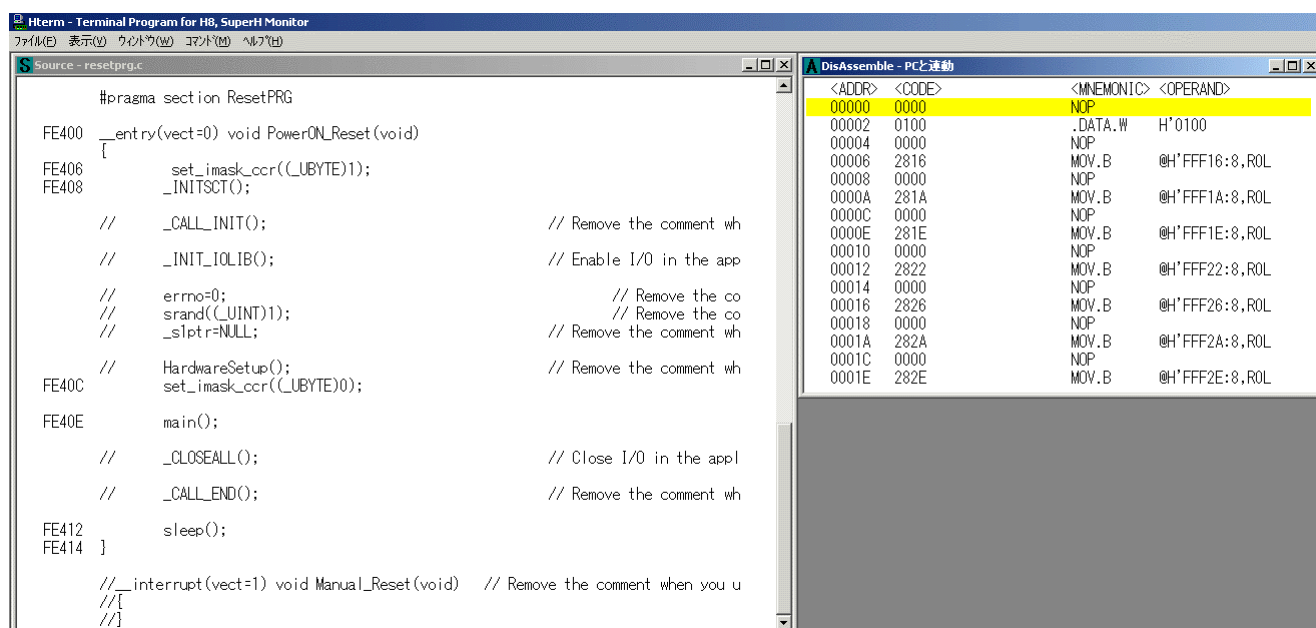 Hterm - Terminal Program for H8, SuperH Monitor
ファイル(F) 表示(V) ウィンドウ(W) コマンド(M) ヘルプ(H)
Source - resetprg.c
#pragma section ResetPRG
FE400 __entry(vect=0) void PowerON_Reset(void)
{
FE406 set_imask_ccr((_UBYTE)1);
FE408 _INITSCT();
// _CALL_INIT(); // Remove the comment wh
// _INIT_IOLIB(); // Enable I/O in the app
// errno=0; // Remove the co
// srand((_UINT)1); // Remove the co
// _s1ptr=NULL; // Remove the comment wh
// HardwareSetup(); // Remove the comment wh
FE40C set_imask_ccr((_UBYTE)0);
FE40E main();
// _CLOSEALL(); // Close I/O in the appl
// _CALL_END(); // Remove the comment wh
FE412 sleep();
FE414 }
//__interrupt(vect=1) void Manual_Reset(void) // Remove the comment when you u
//{
//}
DisAssemble - PCと連動
<ADDR> <CODE> <MNEMONIC> <OPERAND>
00000 0000 NOP
00002 0100 .DATA.W H'0100
00004 0000 NOP
00006 2816 MOV.B @H'FFF16:8,R0L
00008 0000 NOP
0000A 281A MOV.B @H'FFF1A:8,R0L
0000C 0000 NOP
0000E 281E MOV.B @H'FFF1E:8,R0L
00010 0000 NOP
00012 2822 MOV.B @H'FFF22:8,R0L
00014 0000 NOP
00016 2826 MOV.B @H'FFF26:8,R0L
00018 0000 NOP
0001A 282A MOV.B @H'FFF2A:8,R0L
0001C 0000 NOP
0001E 282E MOV.B @H'FFF2E:8,R0L